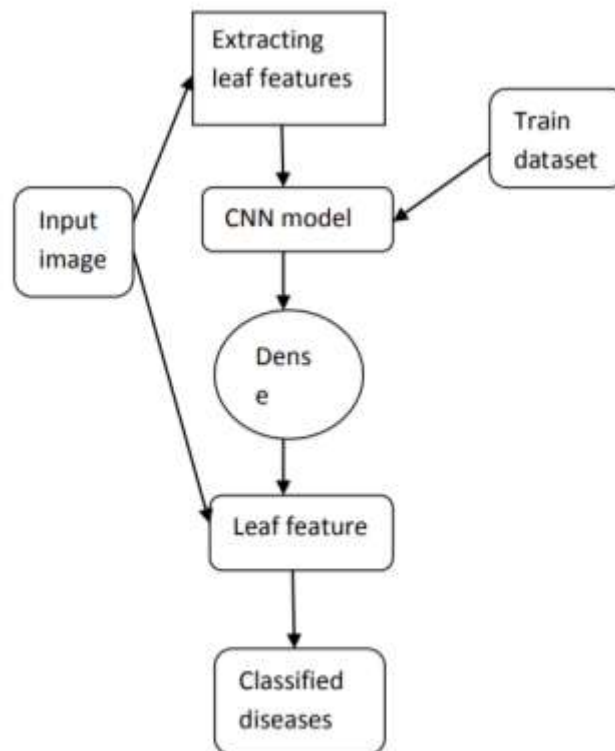 Extracting
leaf features
Train
dataset
Input
image
CNN model
Dens
e
Leaf feature
Classified
diseases